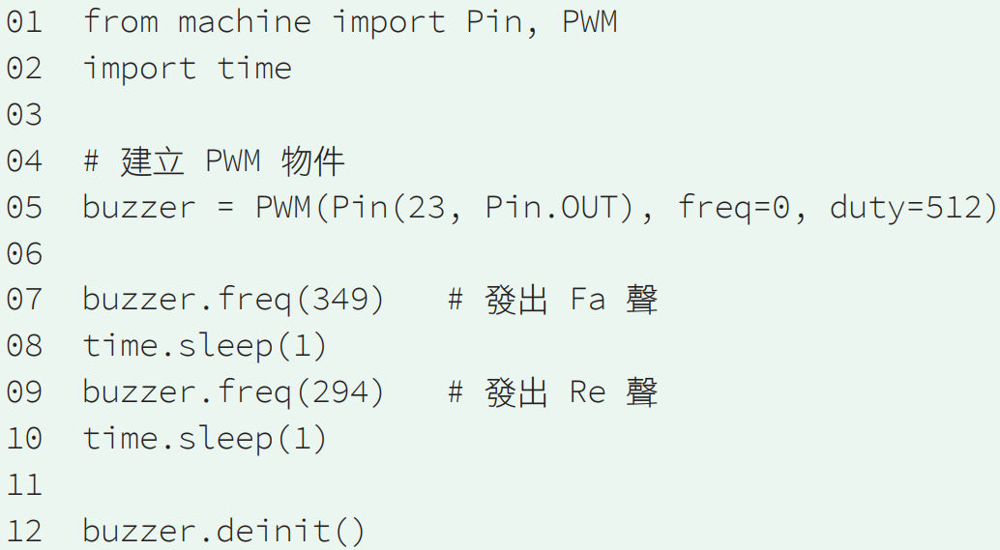 01 from machine import Pin, PWM
02 import time
03
04 # 建立 PWM 物件
05 buzzer = PWM(Pin(23, Pin.OUT), freq=0, duty=512)
06
07 buzzer.freq(349)   # 發出 Fa 聲
08 time.sleep(1)
09 buzzer.freq(294)   # 發出 Re 聲
10 time.sleep(1)
11
12 buzzer.deinit()